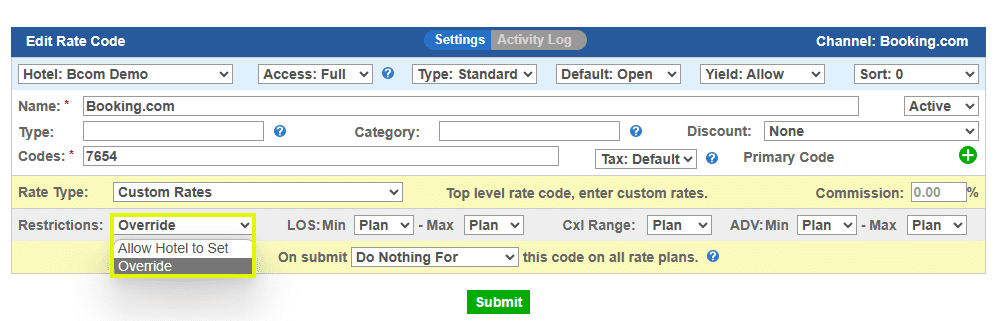 Edit Rate Code Settings Activity Log Channel: Booking.com
Hotel: Bcom Demo Access: Full ? Type: Standard Default: Open Yield: Allow Sort: 0
Name: * Booking.com Active
Type: ? Category: ? Discount: None
Codes: * 7654 Tax: Default ? Primary Code
Rate Type: Custom Rates Top level rate code, enter custom rates. Commission: 0.00 %
Restrictions: Override LOS: Min Plan - Max Plan Cxl Range: Plan ADV: Min Plan - Max Plan
Allow Hotel to Set
Override
On submit Do Nothing For this code on all rate plans. ?
Submit